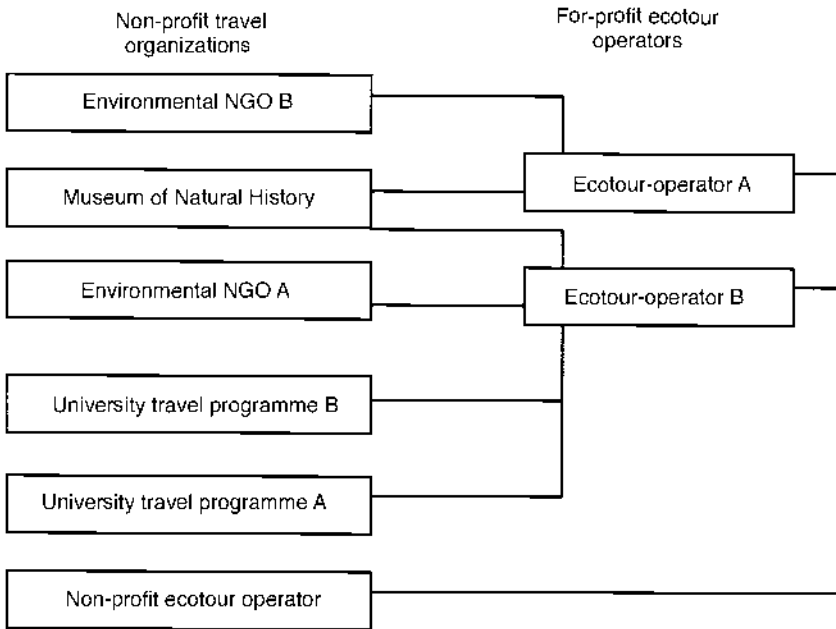 Non-profit travel
organizations
For-profit ecotour
operators
Environmental NGO B
Museum of Natural History
Ecotour-operator A
Environmental NGO A
Ecotour-operator B
University travel programme B
University travel programme A
Non-profit ecotour operator